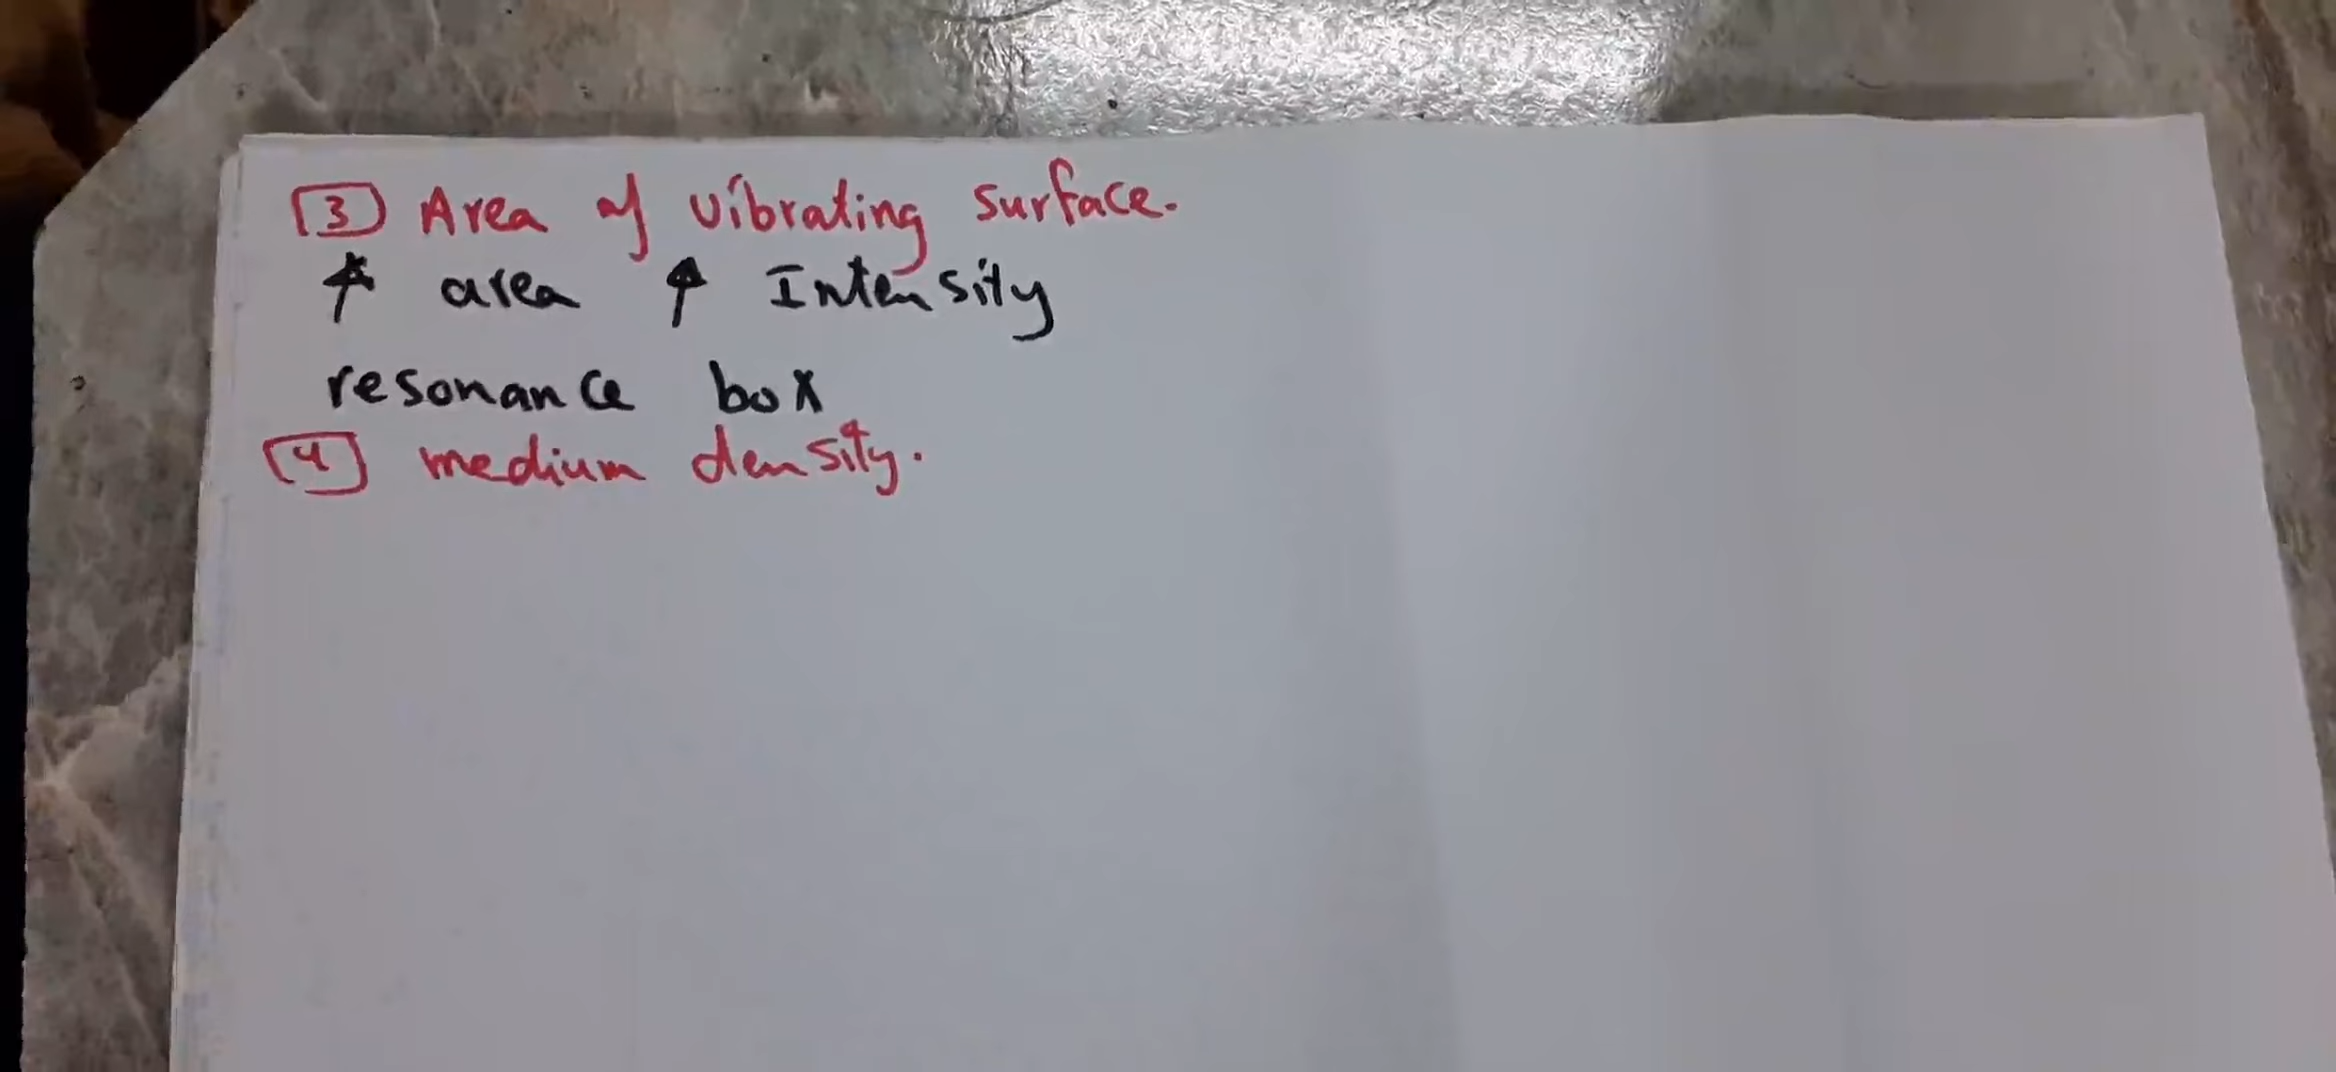 [3] Area of vibrating surface.
↑ area ↑ Intensity
resonance box
[4] medium density.